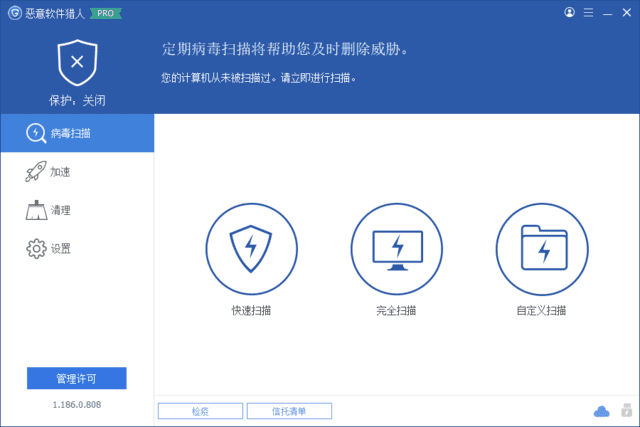 恶意软件猎人 PRO
定期病毒扫描将帮助您及时删除威胁。
您的计算机从未被扫描过。请立即进行扫描。
保护：关闭
病毒扫描
加速
清理
设置
快速扫描
完全扫描
自定义扫描
管理许可
1.186.0.808
检疫
信托清单